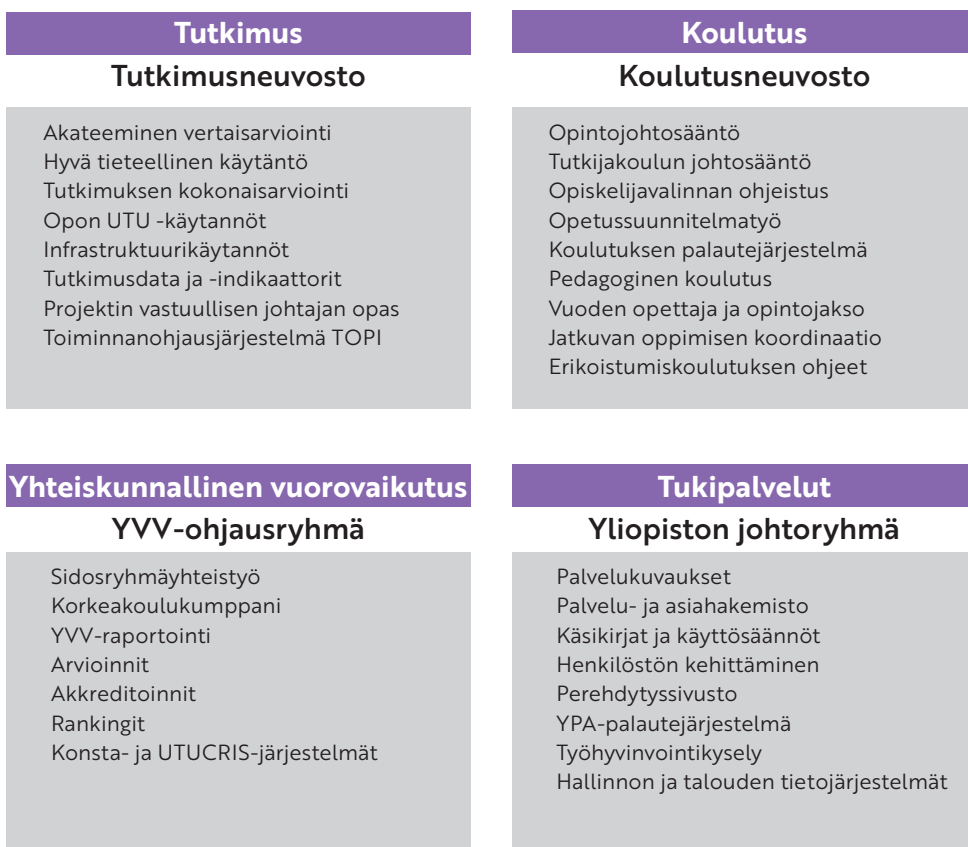 Tutkimus
Tutkimusneuvosto
Akateeminen vertaisarviointi
Hyvä tieteellinen käytäntö
Tutkimuksen kokonaisarviointi
Opon UTU -käytannöt
Infrastruktuurikäytannöt
Tutkimusdata ja -indikaattorit
Projektin vastuullisen johtajan opas
Toiminnanohjausjärjestelmä TOPI
Koulutus
Koulutusneuvosto
Opintojohtosääntö
Tutkijakoulun johtosääntö
Opiskelijavalinnan ohjeistus
Opetussuunnitelmatyö
Koulutuksen palautejärjestelmä
Pedagoginen koulutus
Vuoden opettaja ja opintojakso
Jatkuvan oppimisen koordinaatio
Erikoistumiskoulutuksen ohjeet
Yhteiskunnallinen vuorovaikutus
YVV-ohjausryhmä
Sidosryhmäyhteistyö
Korkeakoulukumppani
YVV-raportointi
Arvioinnit
Akkreditoinnit
Rankingit
Konsta- ja UTUCRIS-järjestelmät
Tukipalvelut
Yliopiston johtoryhmä
Palvelukuvaukset
Palvelu- ja asiahakemisto
Käsikirjat ja käyttösäännöt
Henkilöstön kehittäminen
Perehdytyssivusto
YPA-palautejärjestelmä
Työhyvinvointikysely
Hallinnon ja talouden tietojärjestelmät